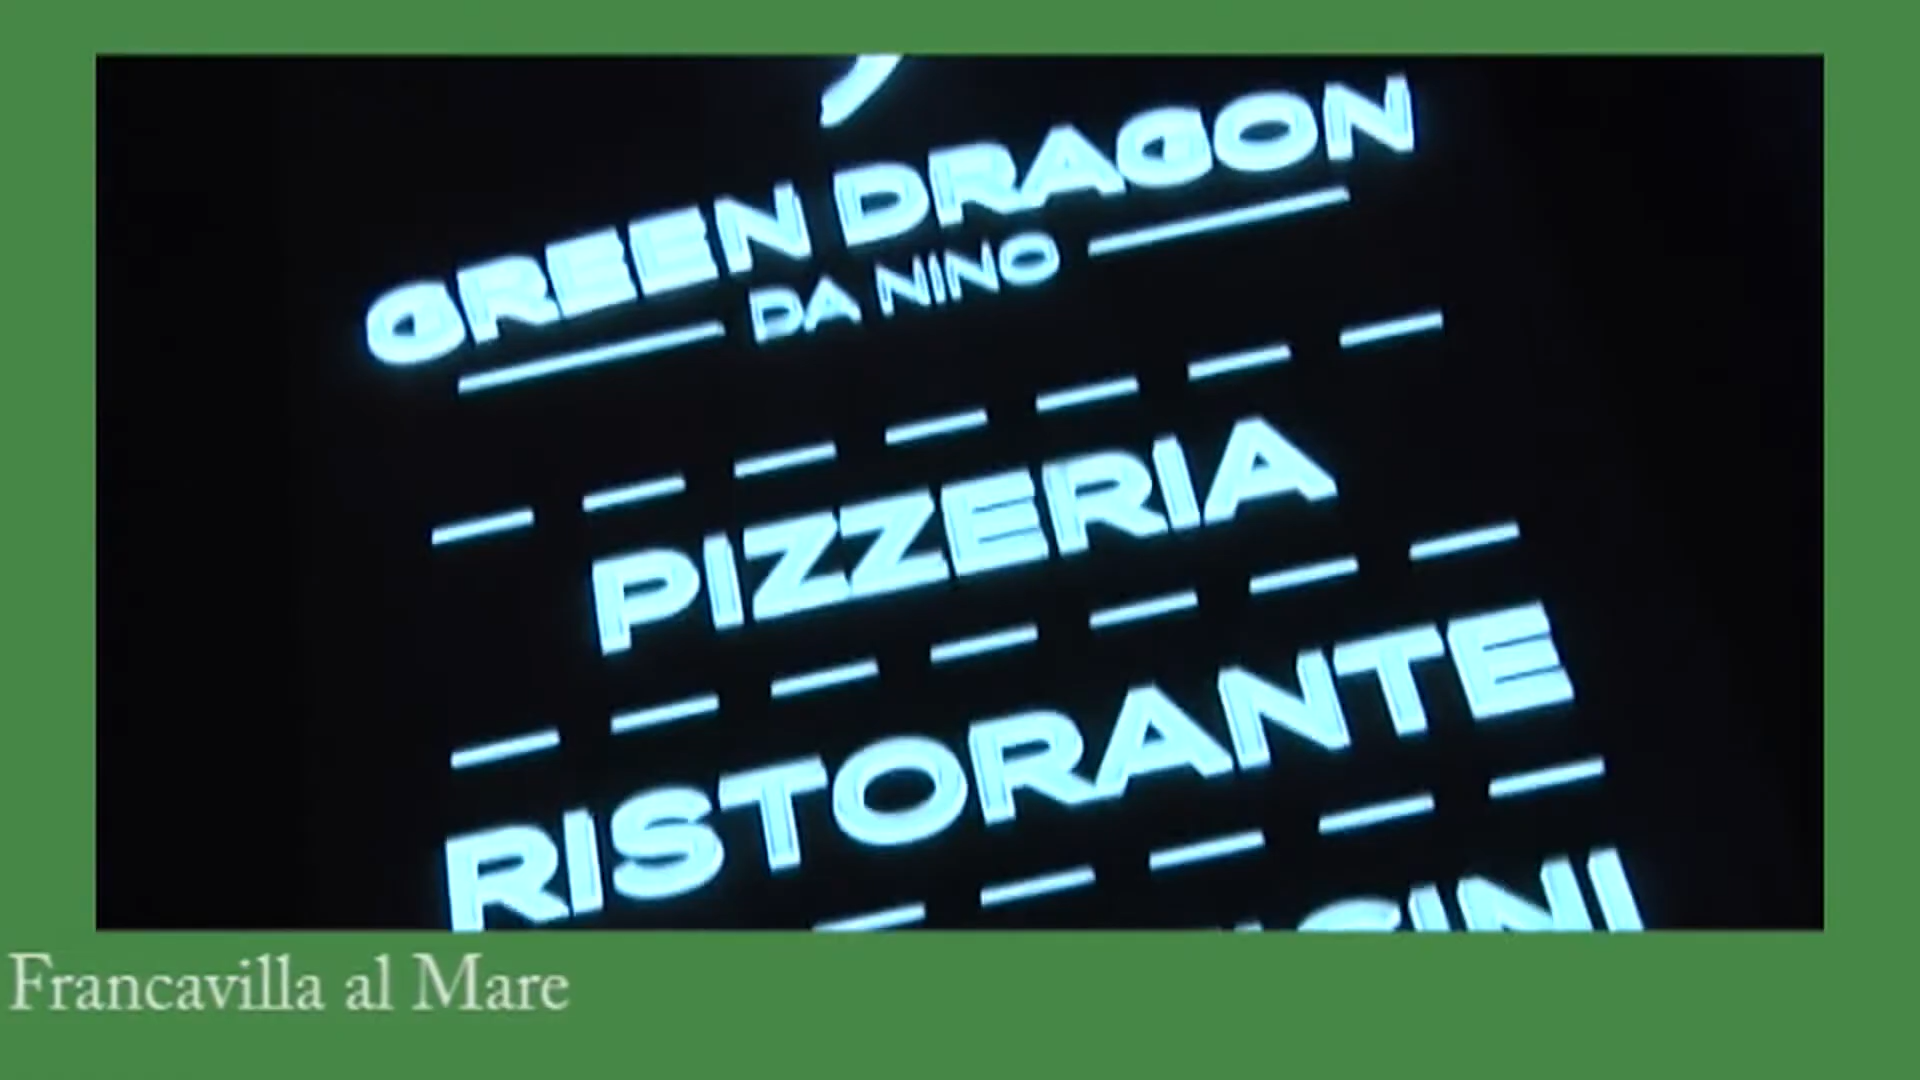 GREEN DRAGON
DA NINO
PIZZERIA
RISTORANTE
Francavilla al Mare